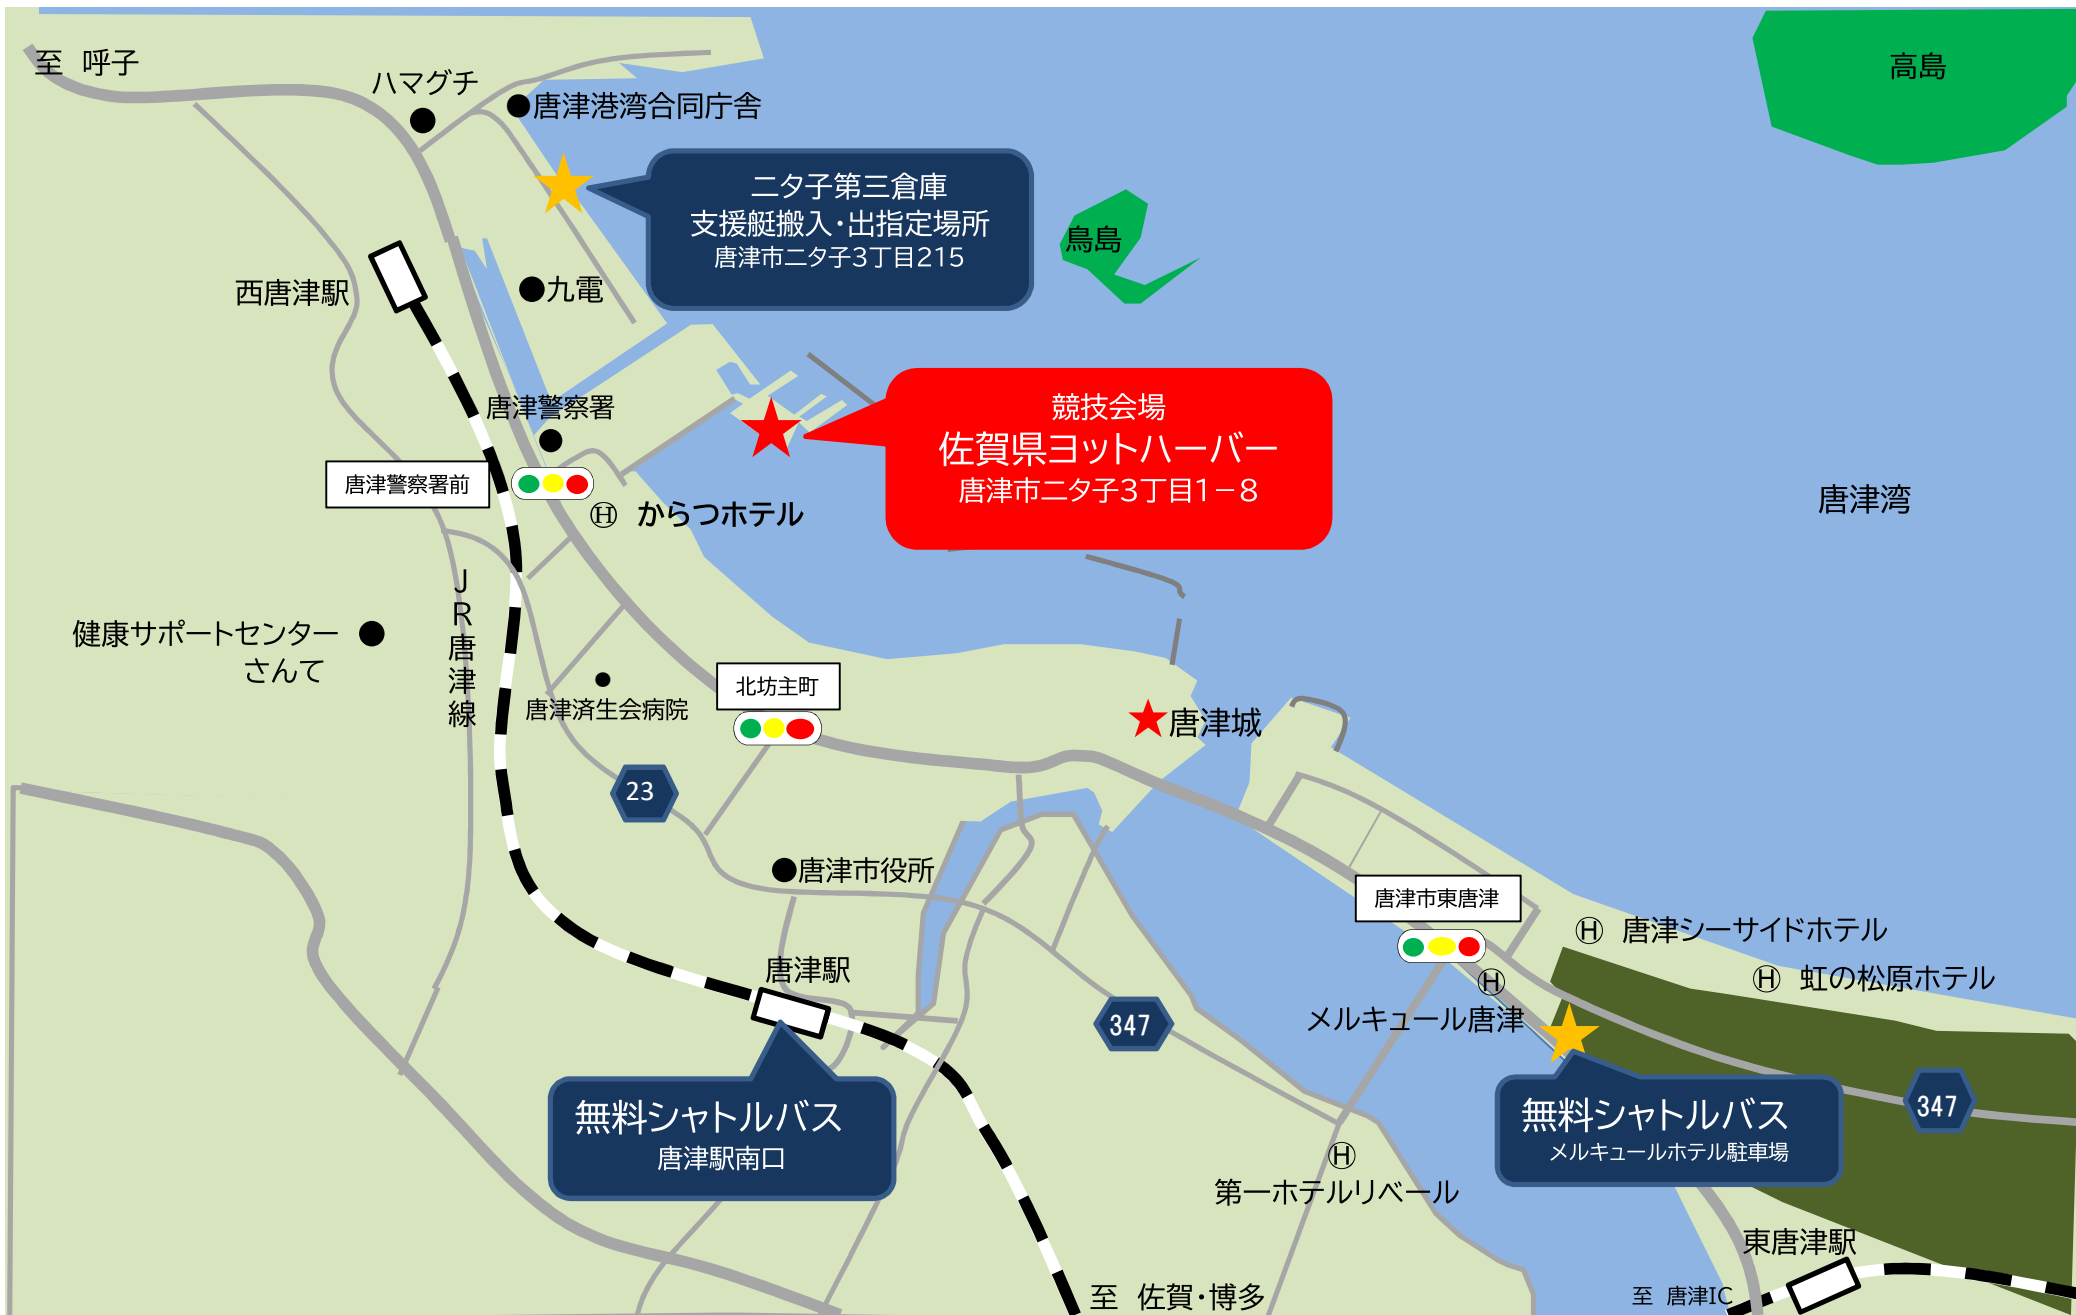 至 呼子
ハマグチ
唐津港湾合同庁舎
高島
二タ子第三倉庫
支援艇搬入・出指定場所
唐津市二タ子3丁目215
鳥島
西唐津駅
九電
唐津警察署
競技会場
佐賀県ヨットハーバー
唐津市二タ子3丁目1－8
唐津警察署前
Ⓗ からつホテル
唐津湾
JR唐津線
健康サポートセンター
さんて
唐津済生会病院
北坊主町
唐津城
23
唐津市役所
唐津市東唐津
Ⓗ 唐津シーサイドホテル
唐津駅
Ⓗ 虹の松原ホテル
Ⓗ
メルキュール唐津
347
無料シャトルバス
唐津駅南口
無料シャトルバス
メルキュールホテル駐車場
347
Ⓗ
第一ホテルリベール
東唐津駅
至 佐賀・博多
至 唐津IC